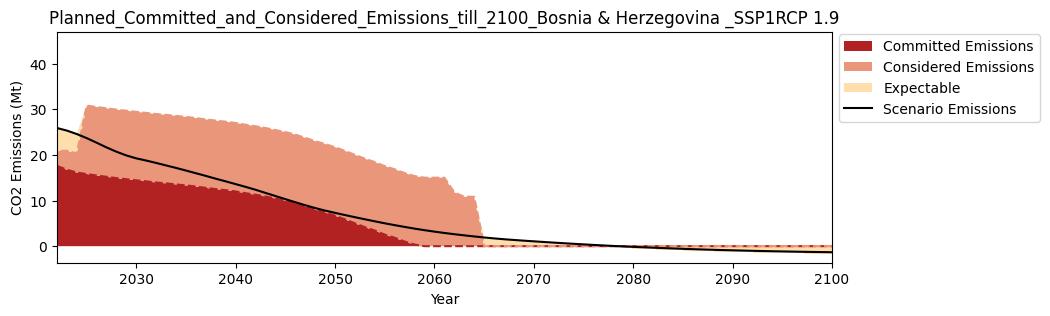 Planned_Committed_and_Considered_Emissions_till_2100_Bosnia & Herzegovina _SSP1RCP 1.9
Committed Emissions
Considered Emissions
Expectable
Scenario Emissions
CO2 Emissions (Mt)
40
30
20
10
0
2030 2040 2050 2060 2070 2080 2090 2100
Year